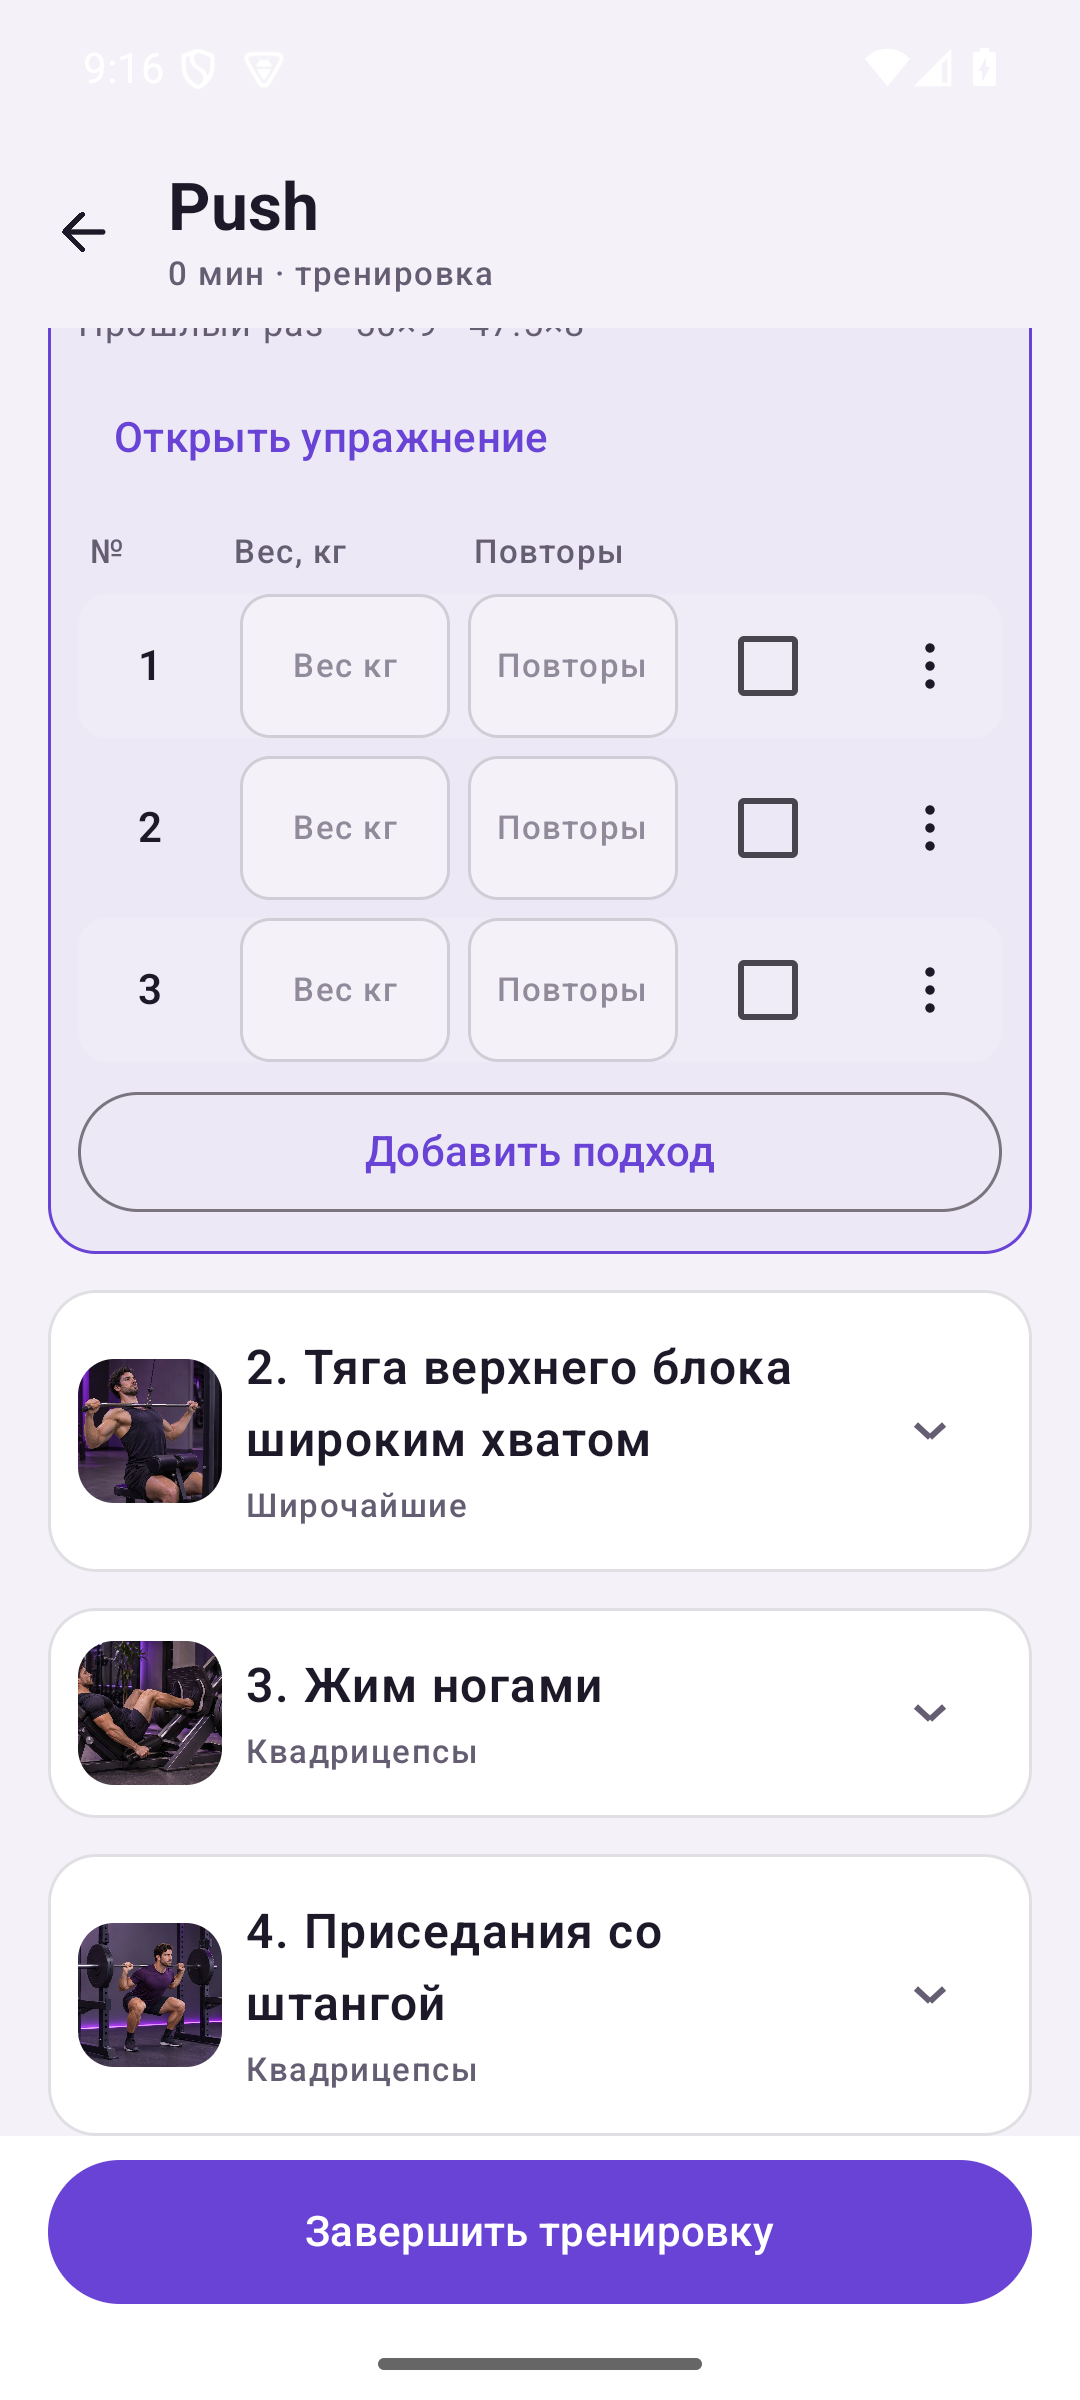 9:16
Push
0 мин · тренировка
Открыть упражнение
№ Вес, кг Повторы
1 Вес кг Повторы
2 Вес кг Повторы
3 Вес кг Повторы
Добавить подход
2. Тяга верхнего блока
широким хватом
Широчайшие
3. Жим ногами
Квадрицепсы
4. Приседания со
штангой
Квадрицепсы
Завершить тренировку